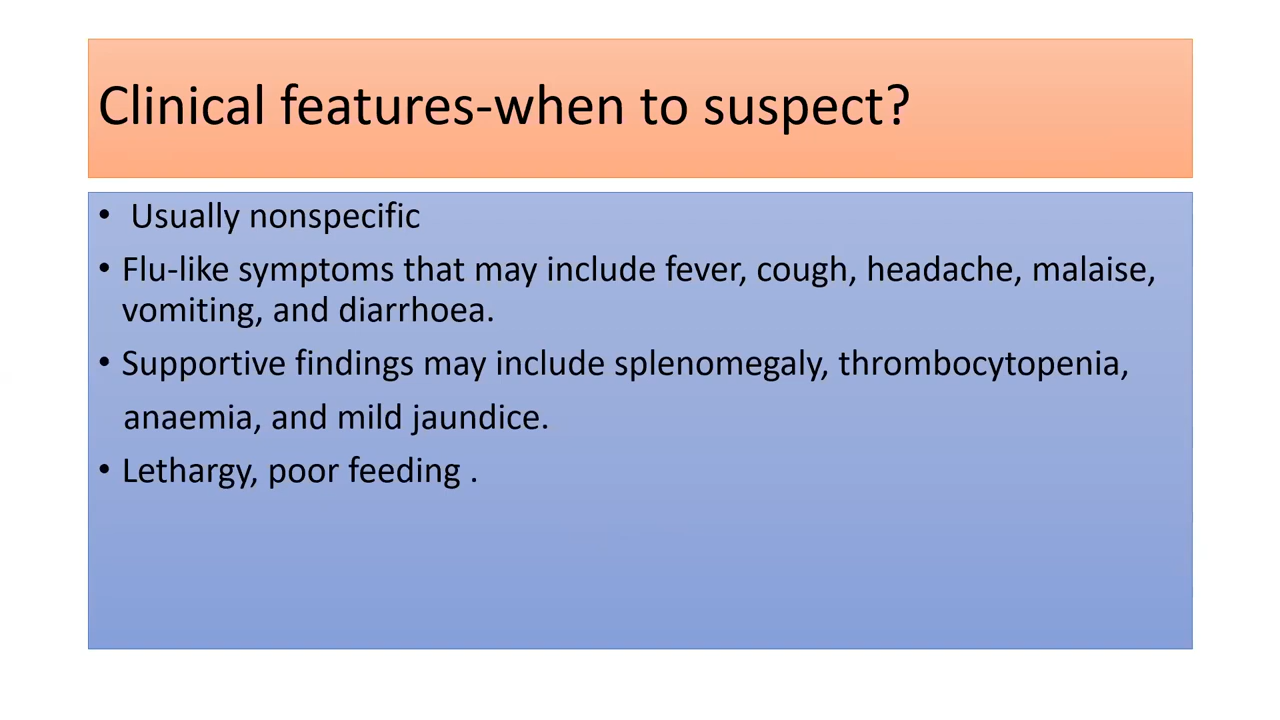 Clinical features-when to suspect?
• Usually nonspecific
• Flu-like symptoms that may include fever, cough, headache, malaise,
vomiting, and diarrhoea.
• Supportive findings may include splenomegaly, thrombocytopenia,
anaemia, and mild jaundice.
• Lethargy, poor feeding .